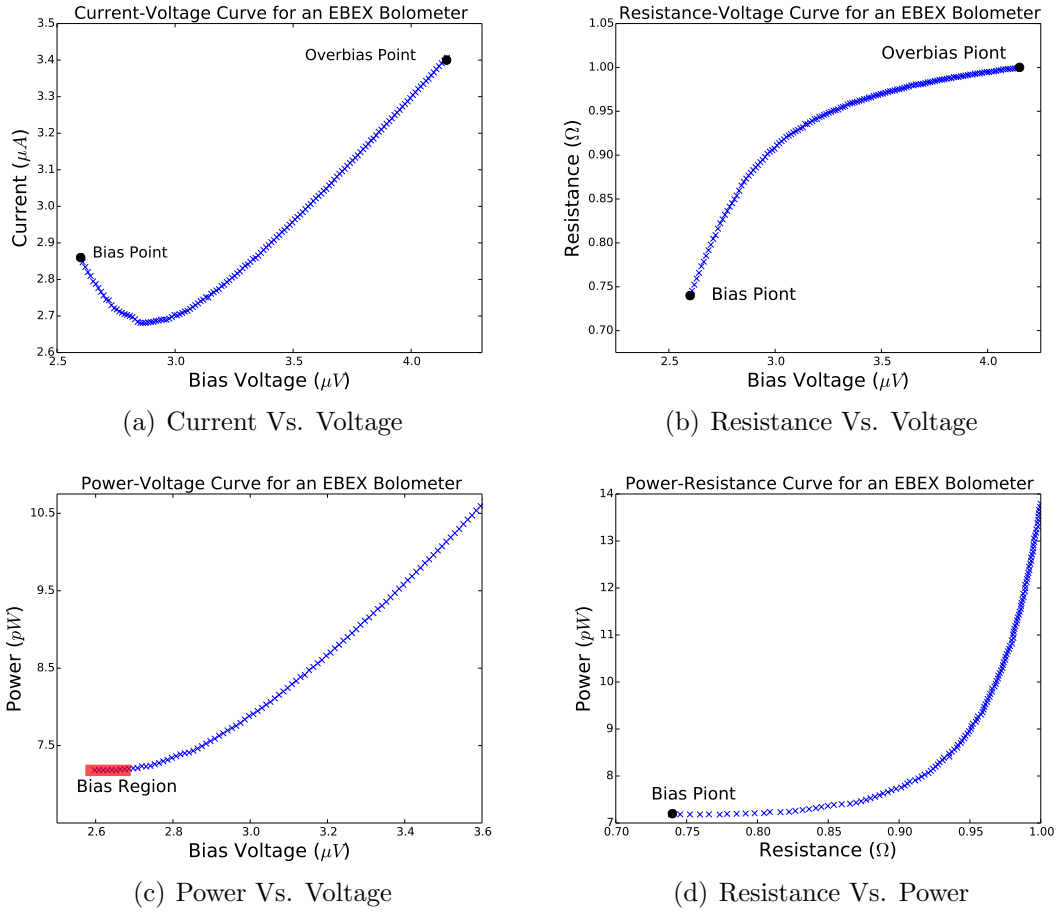 Current-Voltage Curve for an EBEX Bolometer
3.5
3.4
3.3
3.2
3.1
3.0
2.9
2.8
2.7
2.6
Current (μA)
Overbias Point
Bias Point
2.5 3.0 3.5 4.0
Bias Voltage (μV)
(a) Current Vs. Voltage
Resistance-Voltage Curve for an EBEX Bolometer
1.05
1.00
0.95
0.90
0.85
0.80
0.75
0.70
Resistance (Ω)
Overbias Piont
Bias Piont
2.5 3.0 3.5 4.0
Bias Voltage (μV)
(b) Resistance Vs. Voltage
Power-Voltage Curve for an EBEX Bolometer
10.5
9.5
8.5
7.5
Power (pW)
Bias Region
2.6 2.8 3.0 3.2 3.4 3.6
Bias Voltage (μV)
(c) Power Vs. Voltage
Power-Resistance Curve for an EBEX Bolometer
14
13
12
11
10
9
8
7
Power (pW)
Bias Piont
0.70 0.75 0.80 0.85 0.90 0.95 1.00
Resistance (Ω)
(d) Resistance Vs. Power